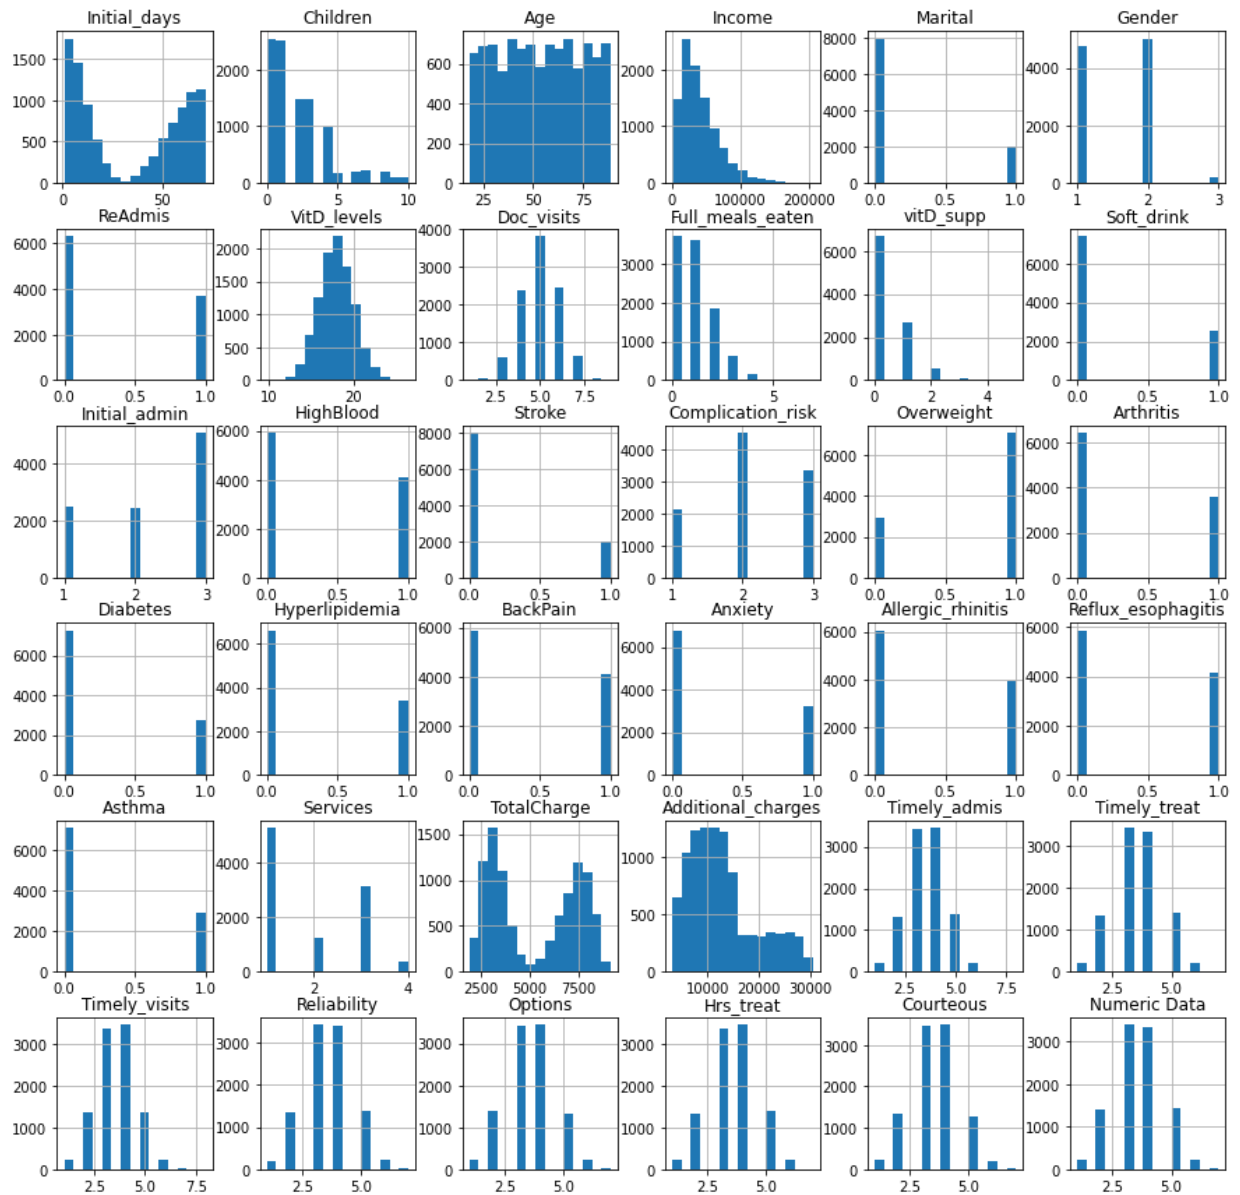 Initial_days Children Age Income Marital Gender
1500 1000 500 0 0 50
2000 1000 0 0 5 10
600 400 200 0 25 50 75
2500 2000 1500 1000 500 0 0 100000 200000
8000 6000 4000 2000 0 0.0 0.5 1.0
4000 2000 0 1 2 3
ReAdmis VitD_levels Doc_visits Full_meals_eaten vitD_supp Soft_drink
6000 4000 2000 0 0.0 0.5 1.0
2000 1500 1000 500 0 10 20
4000 3000 2000 1000 0 2.5 5.0 7.5
3000 2000 1000 0 0.0 2.5 5.0
6000 4000 2000 0 0 2 4
6000 4000 2000 0 0.0 0.5 1.0
Initial_admin HighBlood Stroke Complication_risk Overweight Arthritis
4000 2000 0 1 2 3
6000 4000 2000 0 0.0 0.5 1.0
8000 6000 4000 2000 0 0.0 0.5 1.0
4000 3000 2000 1000 0 1 2 3
6000 4000 2000 0 0.0 0.5 1.0
6000 4000 2000 0 0.0 0.5 1.0
Diabetes Hyperlipidemia BackPain Anxiety Allergic_rhinitis Reflux_esophagitis
6000 4000 2000 0 0.0 0.5 1.0
6000 4000 2000 0 0.0 0.5 1.0
6000 4000 2000 0 0.0 0.5 1.0
6000 4000 2000 0 0.0 0.5 1.0
6000 4000 2000 0 0.0 0.5 1.0
6000 4000 2000 0 0.0 0.5 1.0
Asthma Services TotalCharge Additional_charges Timely_admis Timely_treat
6000 4000 2000 0 0.0 0.5 1.0
4000 2000 0 2 4
1500 1000 500 0 2500 5000 7500
1000 500 0 10000 20000 30000
3000 2000 1000 0 2.5 5.0 7.5
3000 2000 1000 0 2.5 5.0
Timely_visits Reliability Options Hrs_treat Courteous Numeric Data
3000 2000 1000 0 2.5 5.0 7.5
3000 2000 1000 0 2.5 5.0
3000 2000 1000 0 2.5 5.0
3000 2000 1000 0 2.5 5.0
3000 2000 1000 0 2.5 5.0
3000 2000 1000 0 2.5 5.0